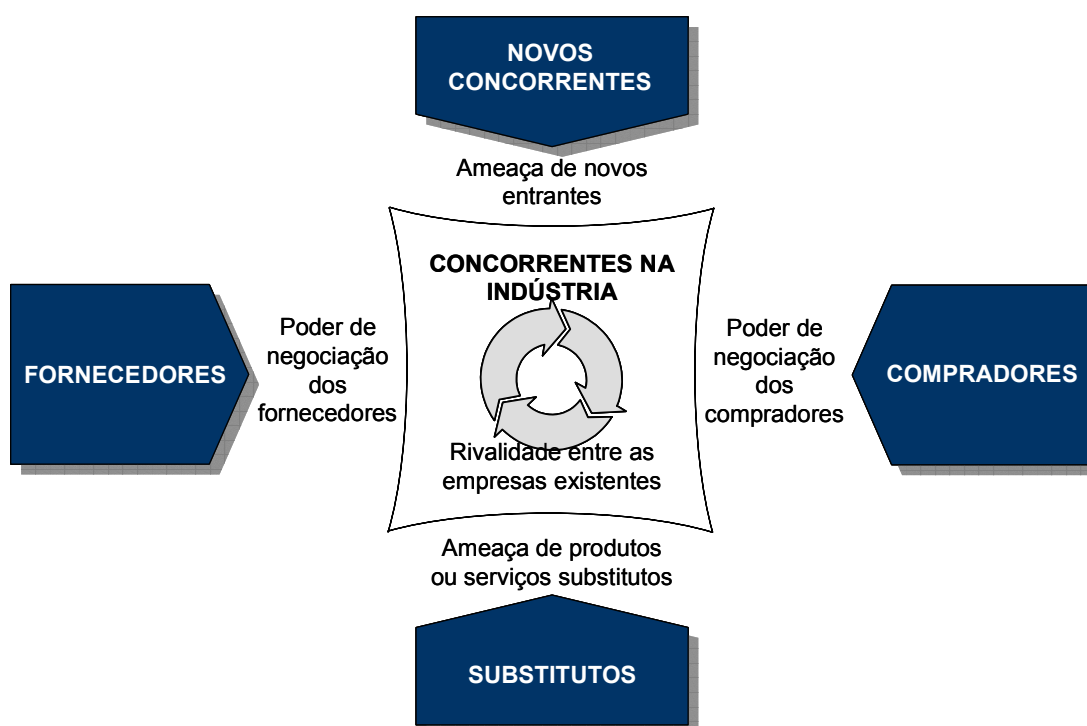 NOVOS
CONCORRENTES
Ameaça de novos
entrantes
CONCORRENTES NA
INDÚSTRIA
FORNECEDORES
Poder de
negociação
dos
fornecedores
Poder de
negociação
dos
compradores
COMPRADORES
Rivalidade entre as
empresas existentes
Ameaça de produtos
ou serviços substitutos
SUBSTITUTOS